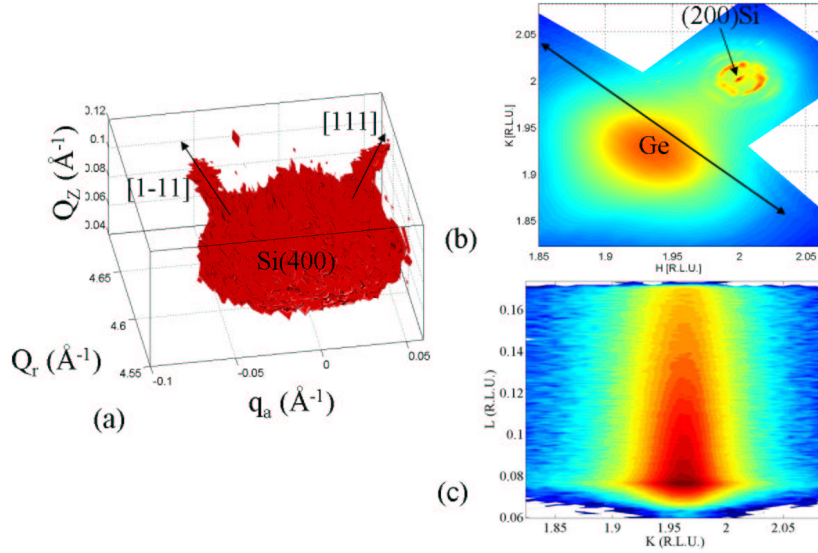 0.12
0.1
0.08
0.06
0.04
Q_Z (Å⁻¹)
[1-11]
[111]
Si(400)
4.65
4.6
4.55
Q_r (Å⁻¹)
-0.1
-0.05
0
0.05
q_a (Å⁻¹)
(a)
(200)Si
2.05
2
1.95
1.9
1.85
K[R.L.U.]
Ge
1.85
1.9
1.95
2
2.05
H [R.L.U.]
(b)
0.16
0.14
0.12
0.1
0.08
0.06
L (R.L.U.)
1.85
1.9
1.95
2
2.05
K (R.L.U.)
(c)